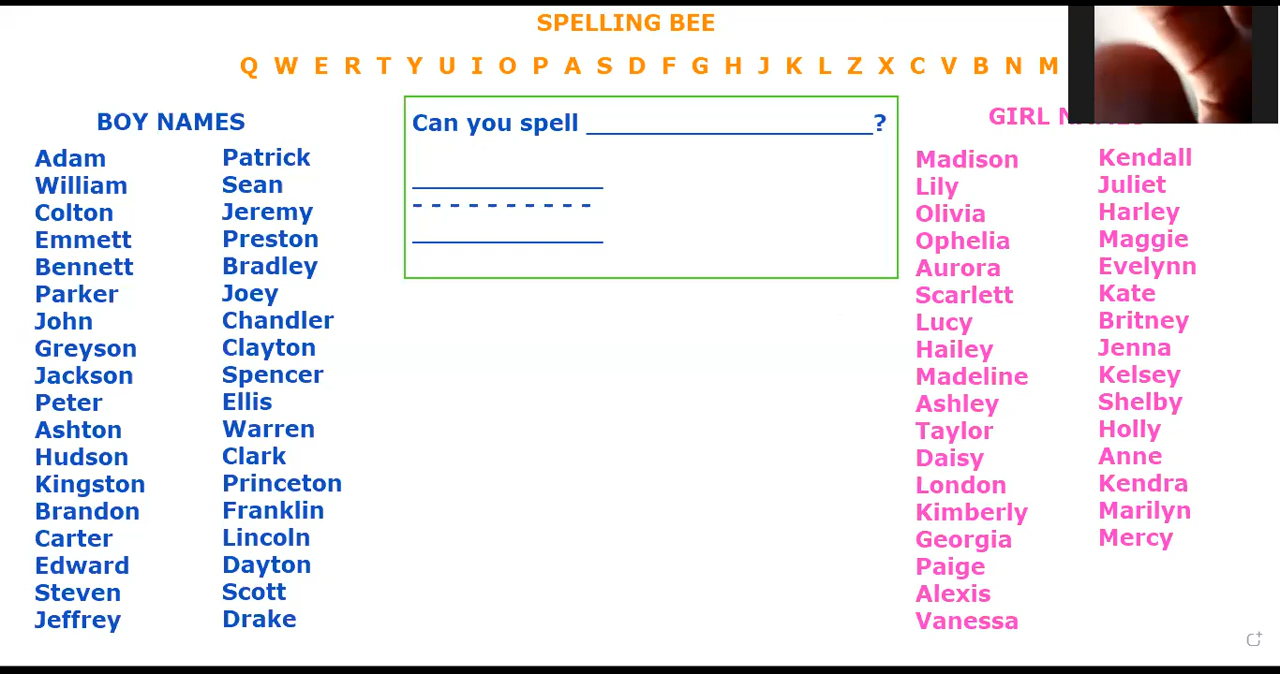 SPELLING BEE
Q W E R T Y U I O P A S D F G H J K L Z X C V B N M
BOY NAMES
Adam
William
Colton
Emmett
Bennett
Parker
John
Greyson
Jackson
Peter
Ashton
Hudson
Kingston
Brandon
Carter
Edward
Steven
Jeffrey
Patrick
Sean
Jeremy
Preston
Bradley
Joey
Chandler
Clayton
Spencer
Ellis
Warren
Clark
Princeton
Franklin
Lincoln
Dayton
Scott
Drake
Can you spell ______________________?
GIRL
Madison
Lily
Olivia
Ophelia
Aurora
Scarlett
Lucy
Hailey
Madeline
Ashley
Taylor
Daisy
London
Kimberly
Georgia
Paige
Alexis
Vanessa
Kendall
Juliet
Harley
Maggie
Evelynn
Kate
Britney
Jenna
Kelsey
Shelby
Holly
Anne
Kendra
Marilyn
Mercy